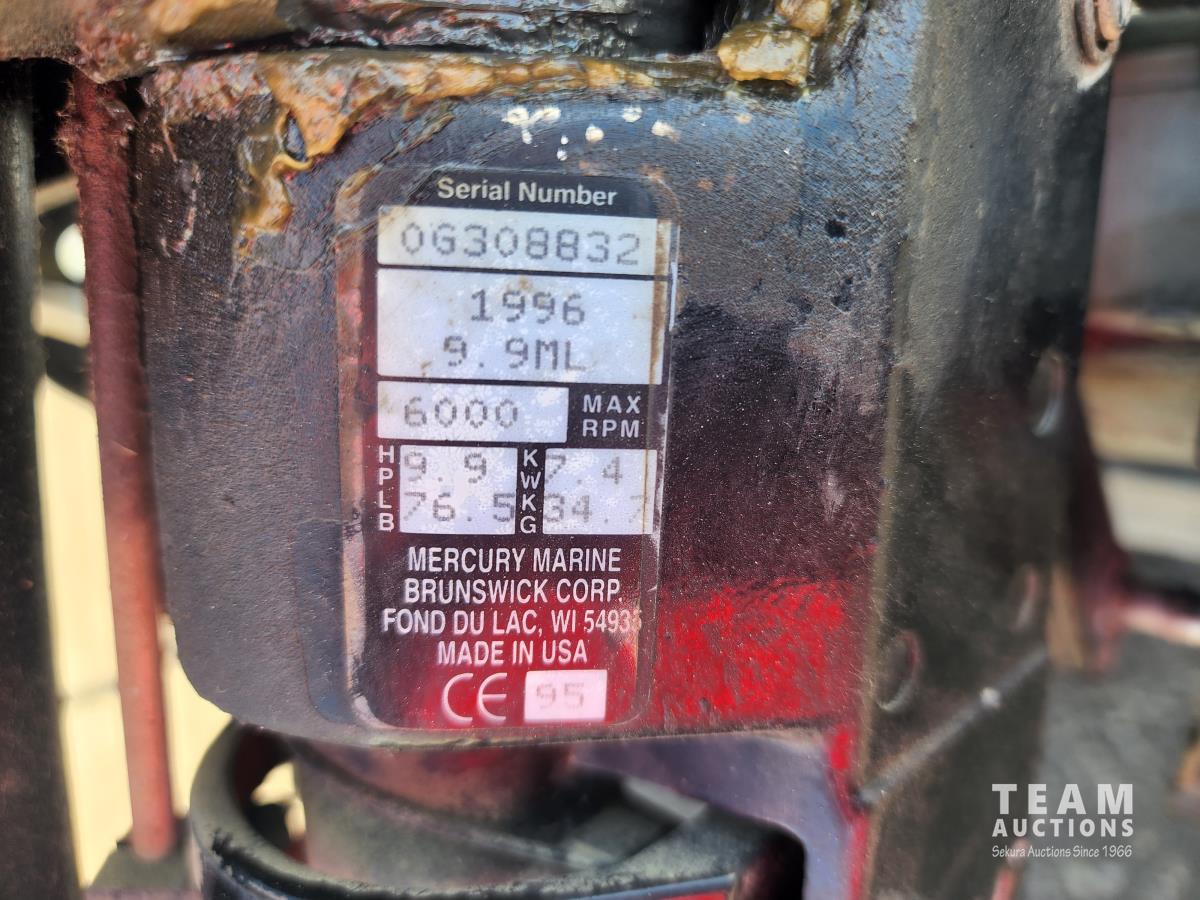 Serial Number
0G308832
1996
9.9ML
6000 MAX RPM
HP 9.9 KW 7.4
LB 76.5 KG 34.7
MERCURY MARINE
BRUNSWICK CORP.
FOND DU LAC, WI 54935
MADE IN USA
CE 95
TEAM
AUCTIONS
Sekura Auctions Since 1966